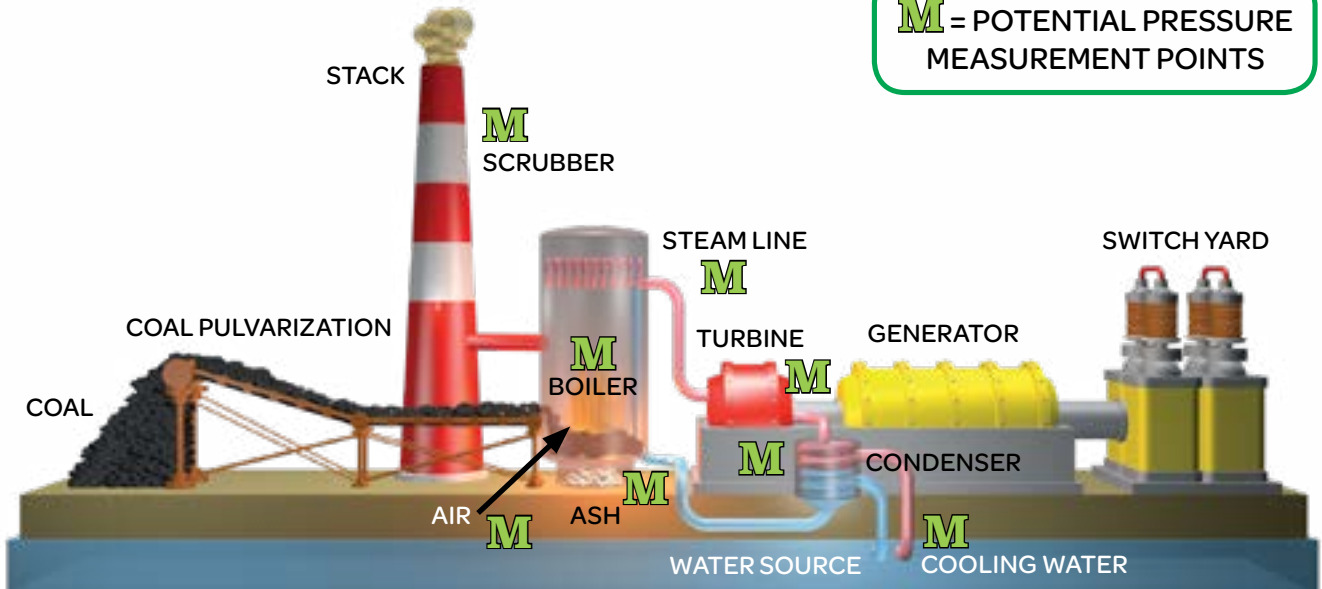 M = POTENTIAL PRESSURE
MEASUREMENT POINTS
STACK
M
SCRUBBER
STEAM LINE
M
SWITCH YARD
COAL PULVARIZATION
TURBINE
GENERATOR
M
M
BOILER
COAL
M
CONDENSER
M
AIR
M
ASH
M
WATER SOURCE
COOLING WATER